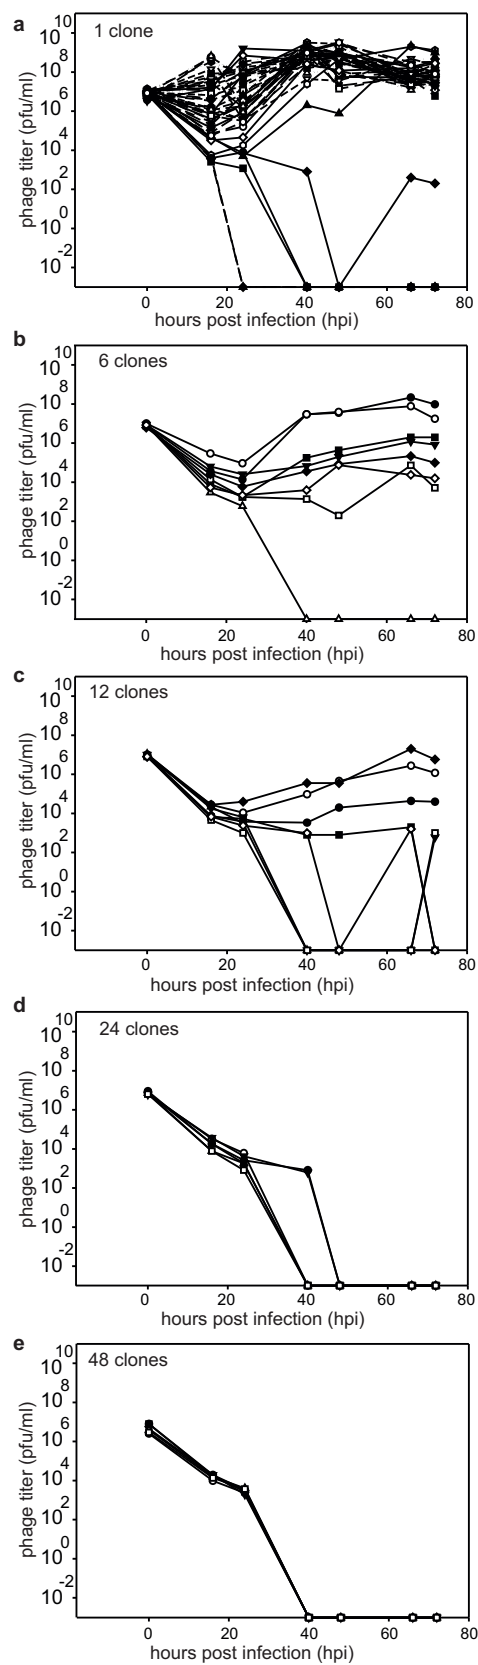 a
1 clone
phage titer (pfu/ml)
10^10
10^8
10^6
10^4
10^2
10^0
10^-2
0 20 40 60 80
hours post infection (hpi)
b
6 clones
phage titer (pfu/ml)
10^10
10^8
10^6
10^4
10^2
10^0
10^-2
0 20 40 60 80
hours post infection (hpi)
c
12 clones
phage titer (pfu/ml)
10^10
10^8
10^6
10^4
10^2
10^0
10^-2
0 20 40 60 80
hours post infection (hpi)
d
24 clones
phage titer (pfu/ml)
10^10
10^8
10^6
10^4
10^2
10^0
10^-2
0 20 40 60 80
hours post infection (hpi)
e
48 clones
phage titer (pfu/ml)
10^10
10^8
10^6
10^4
10^2
10^0
10^-2
0 20 40 60 80
hours post infection (hpi)